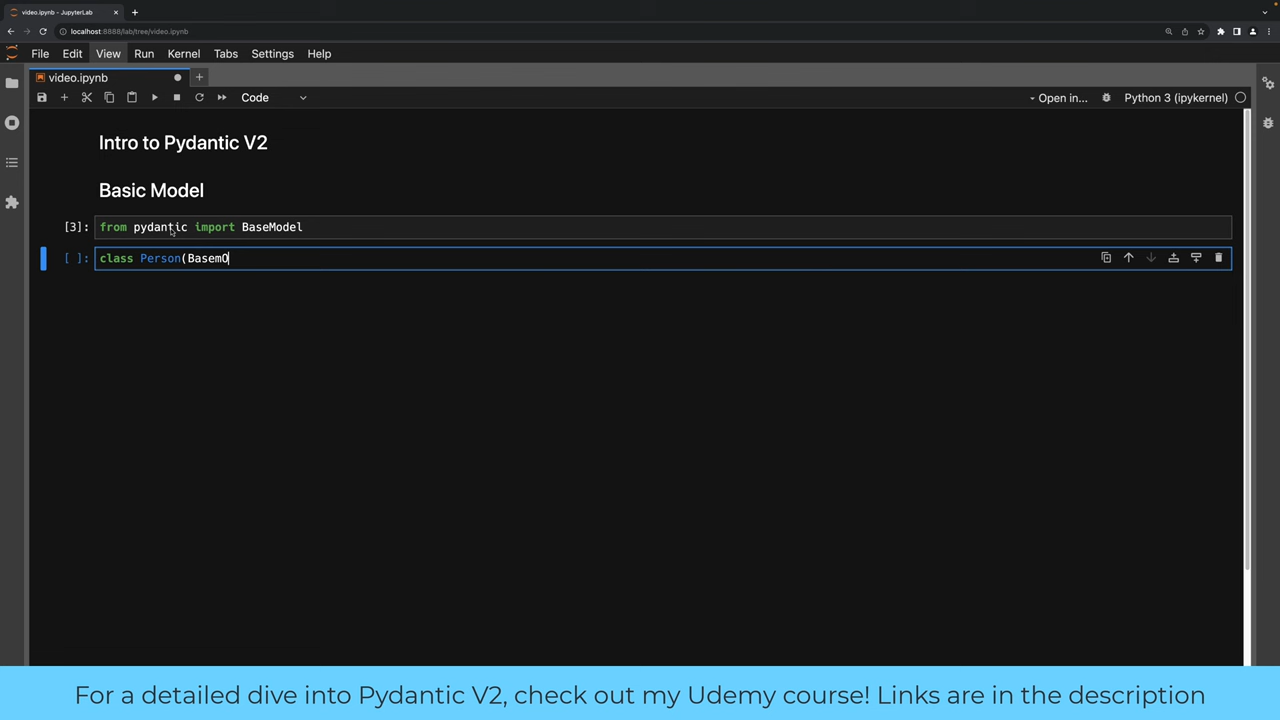 video.ipynb - JupyterLab
localhost:8888/lab/tree/video.ipynb
File Edit View Run Kernel Tabs Settings Help
video.ipynb
Code Open in... Python 3 (ipykernel)
Intro to Pydantic V2
Basic Model
[3]: from pydantic import BaseModel
[ ]: class Person(BasemO
For a detailed dive into Pydantic V2, check out my Udemy course! Links are in the description